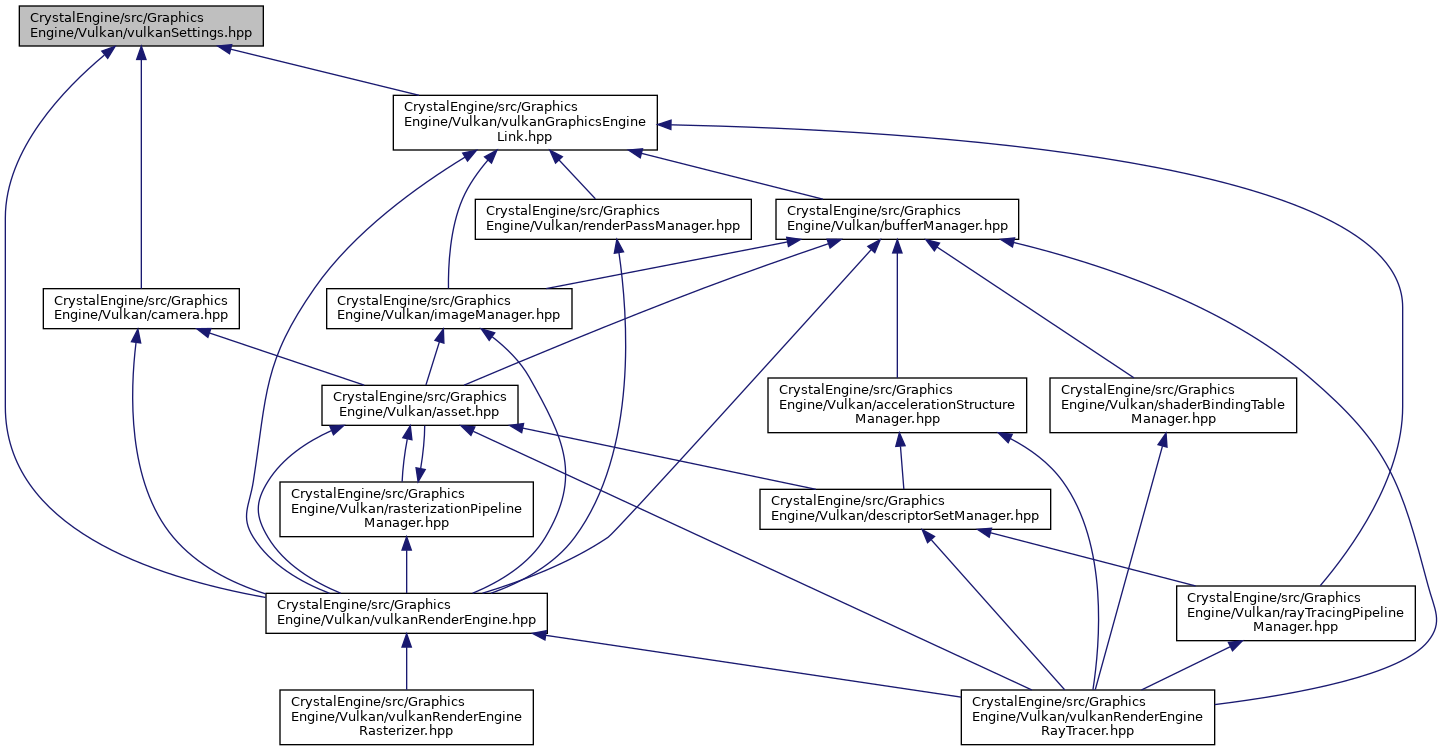 CrystalEngine/src/Graphics
Engine/Vulkan/vulkanSettings.hpp
CrystalEngine/src/Graphics
Engine/Vulkan/vulkanGraphicsEngine
Link.hpp
CrystalEngine/src/Graphics
Engine/Vulkan/renderPassManager.hpp
CrystalEngine/src/Graphics
Engine/Vulkan/bufferManager.hpp
CrystalEngine/src/Graphics
Engine/Vulkan/camera.hpp
CrystalEngine/src/Graphics
Engine/Vulkan/imageManager.hpp
CrystalEngine/src/Graphics
Engine/Vulkan/asset.hpp
CrystalEngine/src/Graphics
Engine/Vulkan/accelerationStructure
Manager.hpp
CrystalEngine/src/Graphics
Engine/Vulkan/shaderBindingTable
Manager.hpp
CrystalEngine/src/Graphics
Engine/Vulkan/rasterizationPipeline
Manager.hpp
CrystalEngine/src/Graphics
Engine/Vulkan/descriptorSetManager.hpp
CrystalEngine/src/Graphics
Engine/Vulkan/vulkanRenderEngine.hpp
CrystalEngine/src/Graphics
Engine/Vulkan/rayTracingPipeline
Manager.hpp
CrystalEngine/src/Graphics
Engine/Vulkan/vulkanRenderEngine
Rasterizer.hpp
CrystalEngine/src/Graphics
Engine/Vulkan/vulkanRenderEngine
RayTracer.hpp